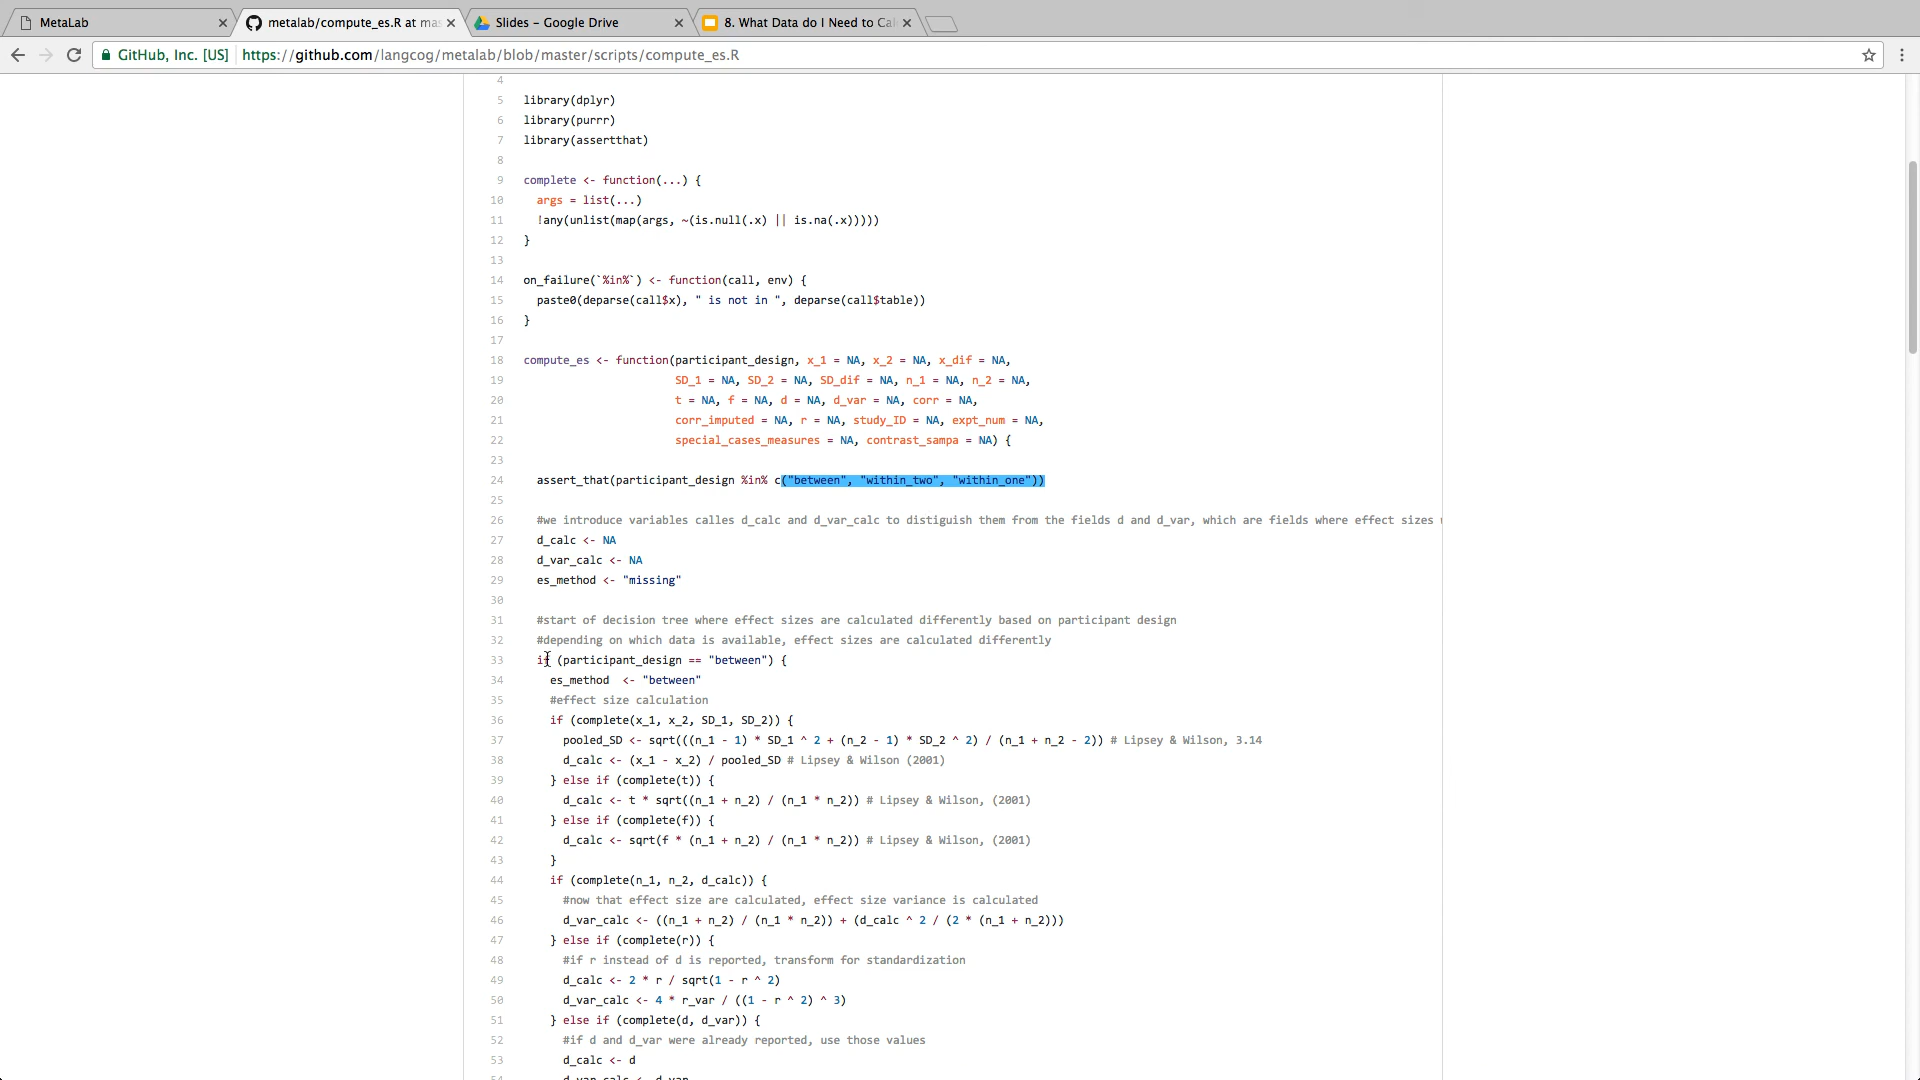 MetaLab
metalab/compute_es.R at mas
Slides - Google Drive
8. What Data do I Need to Cal
GitHub, Inc. [US]
https://github.com/langcog/metalab/blob/master/scripts/compute_es.R
4
5 library(dplyr)
6 library(purrr)
7 library(assertthat)
8
9 complete <- function(...) {
10 args = list(...)
11 !any(unlist(map(args, ~(is.null(.x) || is.na(.x)))))
12 }
13
14 on_failure(`%in%`) <- function(call, env) {
15 paste0(deparse(call$x), " is not in ", deparse(call$table))
16 }
17
18 compute_es <- function(participant_design, x_1 = NA, x_2 = NA, x_dif = NA,
19 SD_1 = NA, SD_2 = NA, SD_dif = NA, n_1 = NA, n_2 = NA,
20 t = NA, f = NA, d = NA, d_var = NA, corr = NA,
21 corr_imputed = NA, r = NA, study_ID = NA, expt_num = NA,
22 special_cases_measures = NA, contrast_sampa = NA) {
23
24 assert_that(participant_design %in% c("between", "within_two", "within_one"))
25
26 #we introduce variables calles d_calc and d_var_calc to distiguish them from the fields d and d_var, which are fields where effect sizes
27 d_calc <- NA
28 d_var_calc <- NA
29 es_method <- "missing"
30
31 #start of decision tree where effect sizes are calculated differently based on participant design
32 #depending on which data is available, effect sizes are calculated differently
33 if (participant_design == "between") {
34 es_method <- "between"
35 #effect size calculation
36 if (complete(x_1, x_2, SD_1, SD_2)) {
37 pooled_SD <- sqrt(((n_1 - 1) * SD_1 ^ 2 + (n_2 - 1) * SD_2 ^ 2) / (n_1 + n_2 - 2)) # Lipsey & Wilson, 3.14
38 d_calc <- (x_1 - x_2) / pooled_SD # Lipsey & Wilson (2001)
39 } else if (complete(t)) {
40 d_calc <- t * sqrt((n_1 + n_2) / (n_1 * n_2)) # Lipsey & Wilson, (2001)
41 } else if (complete(f)) {
42 d_calc <- sqrt(f * (n_1 + n_2) / (n_1 * n_2)) # Lipsey & Wilson, (2001)
43 }
44 if (complete(n_1, n_2, d_calc)) {
45 #now that effect size are calculated, effect size variance is calculated
46 d_var_calc <- ((n_1 + n_2) / (n_1 * n_2)) + (d_calc ^ 2 / (2 * (n_1 + n_2)))
47 } else if (complete(r)) {
48 #if r instead of d is reported, transform for standardization
49 d_calc <- 2 * r / sqrt(1 - r ^ 2)
50 d_var_calc <- 4 * r_var / ((1 - r ^ 2) ^ 3)
51 } else if (complete(d, d_var)) {
52 #if d and d_var were already reported, use those values
53 d_calc <- d
54 d_var_calc <- d_var